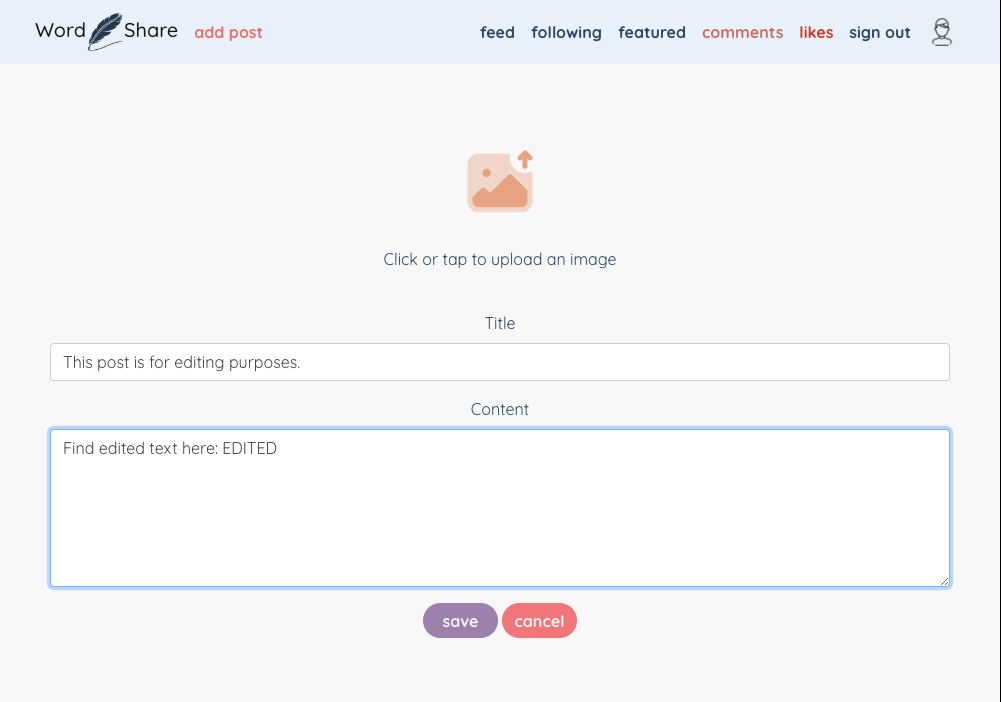 Word Share add post feed following featured comments likes sign out
Click or tap to upload an image
Title
This post is for editing purposes.
Content
Find edited text here: EDITED
save cancel